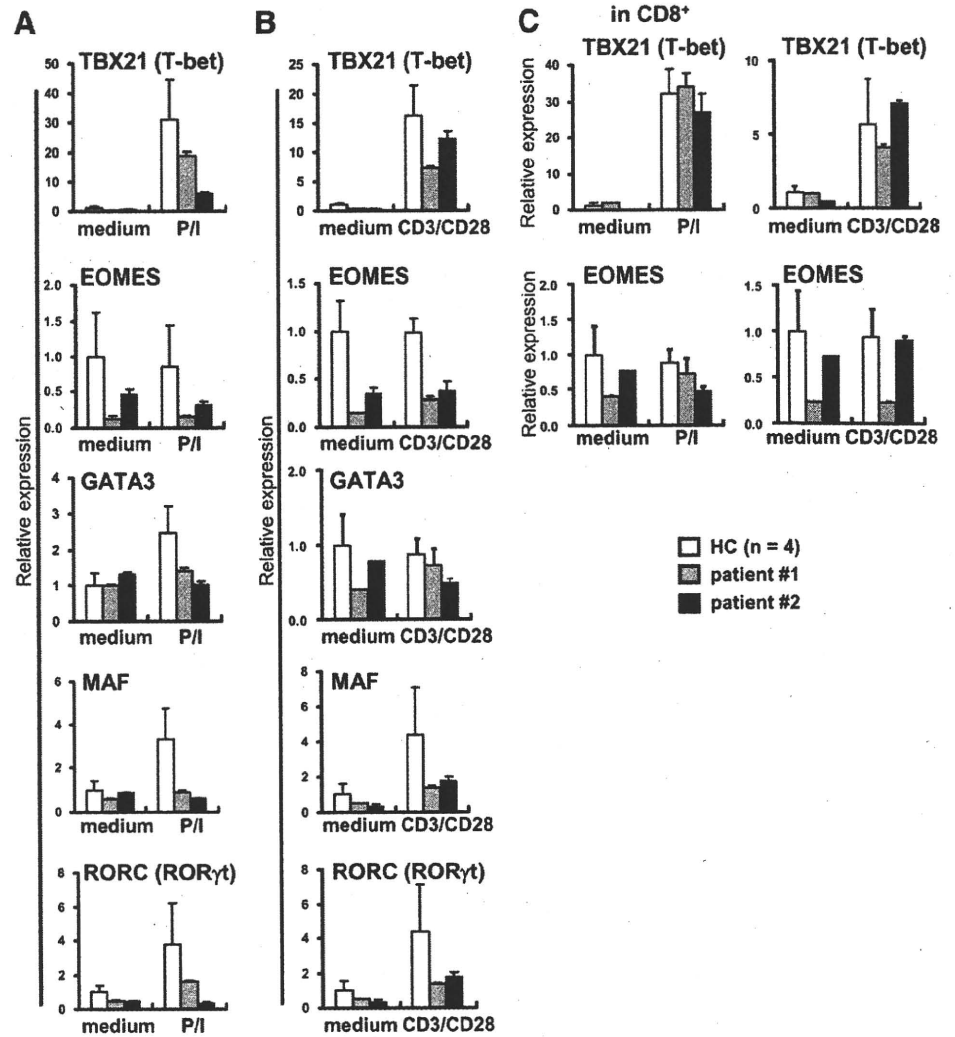 A
B
C
TBX21 (T-bet)
50
40
30
20
10
0
medium P/I
EOMES
2.0
1.5
1.0
0.5
0.0
medium P/I
GATA3
4
3
2
1
0
medium P/I
MAF
6
4
2
0
medium P/I
RORC (RORγt)
8
6
4
2
0
medium P/I
Relative expression
TBX21 (T-bet)
25
20
15
10
5
0
medium CD3/CD28
EOMES
1.5
1.0
0.5
0.0
medium CD3/CD28
GATA3
2.0
1.0
0.0
medium CD3/CD28
MAF
8
6
4
2
0
medium CD3/CD28
RORC (RORγt)
8
6
4
2
0
medium CD3/CD28
Relative expression
in CD8⁺
TBX21 (T-bet)
40
30
20
10
0
medium P/I
Relative expression
TBX21 (T-bet)
10
5
0
medium CD3/CD28
EOMES
2.0
1.5
1.0
0.5
0.0
medium P/I
Relative expression
EOMES
1.5
1.0
0.5
0.0
medium CD3/CD28
HC (n = 4)
patient #1
patient #2